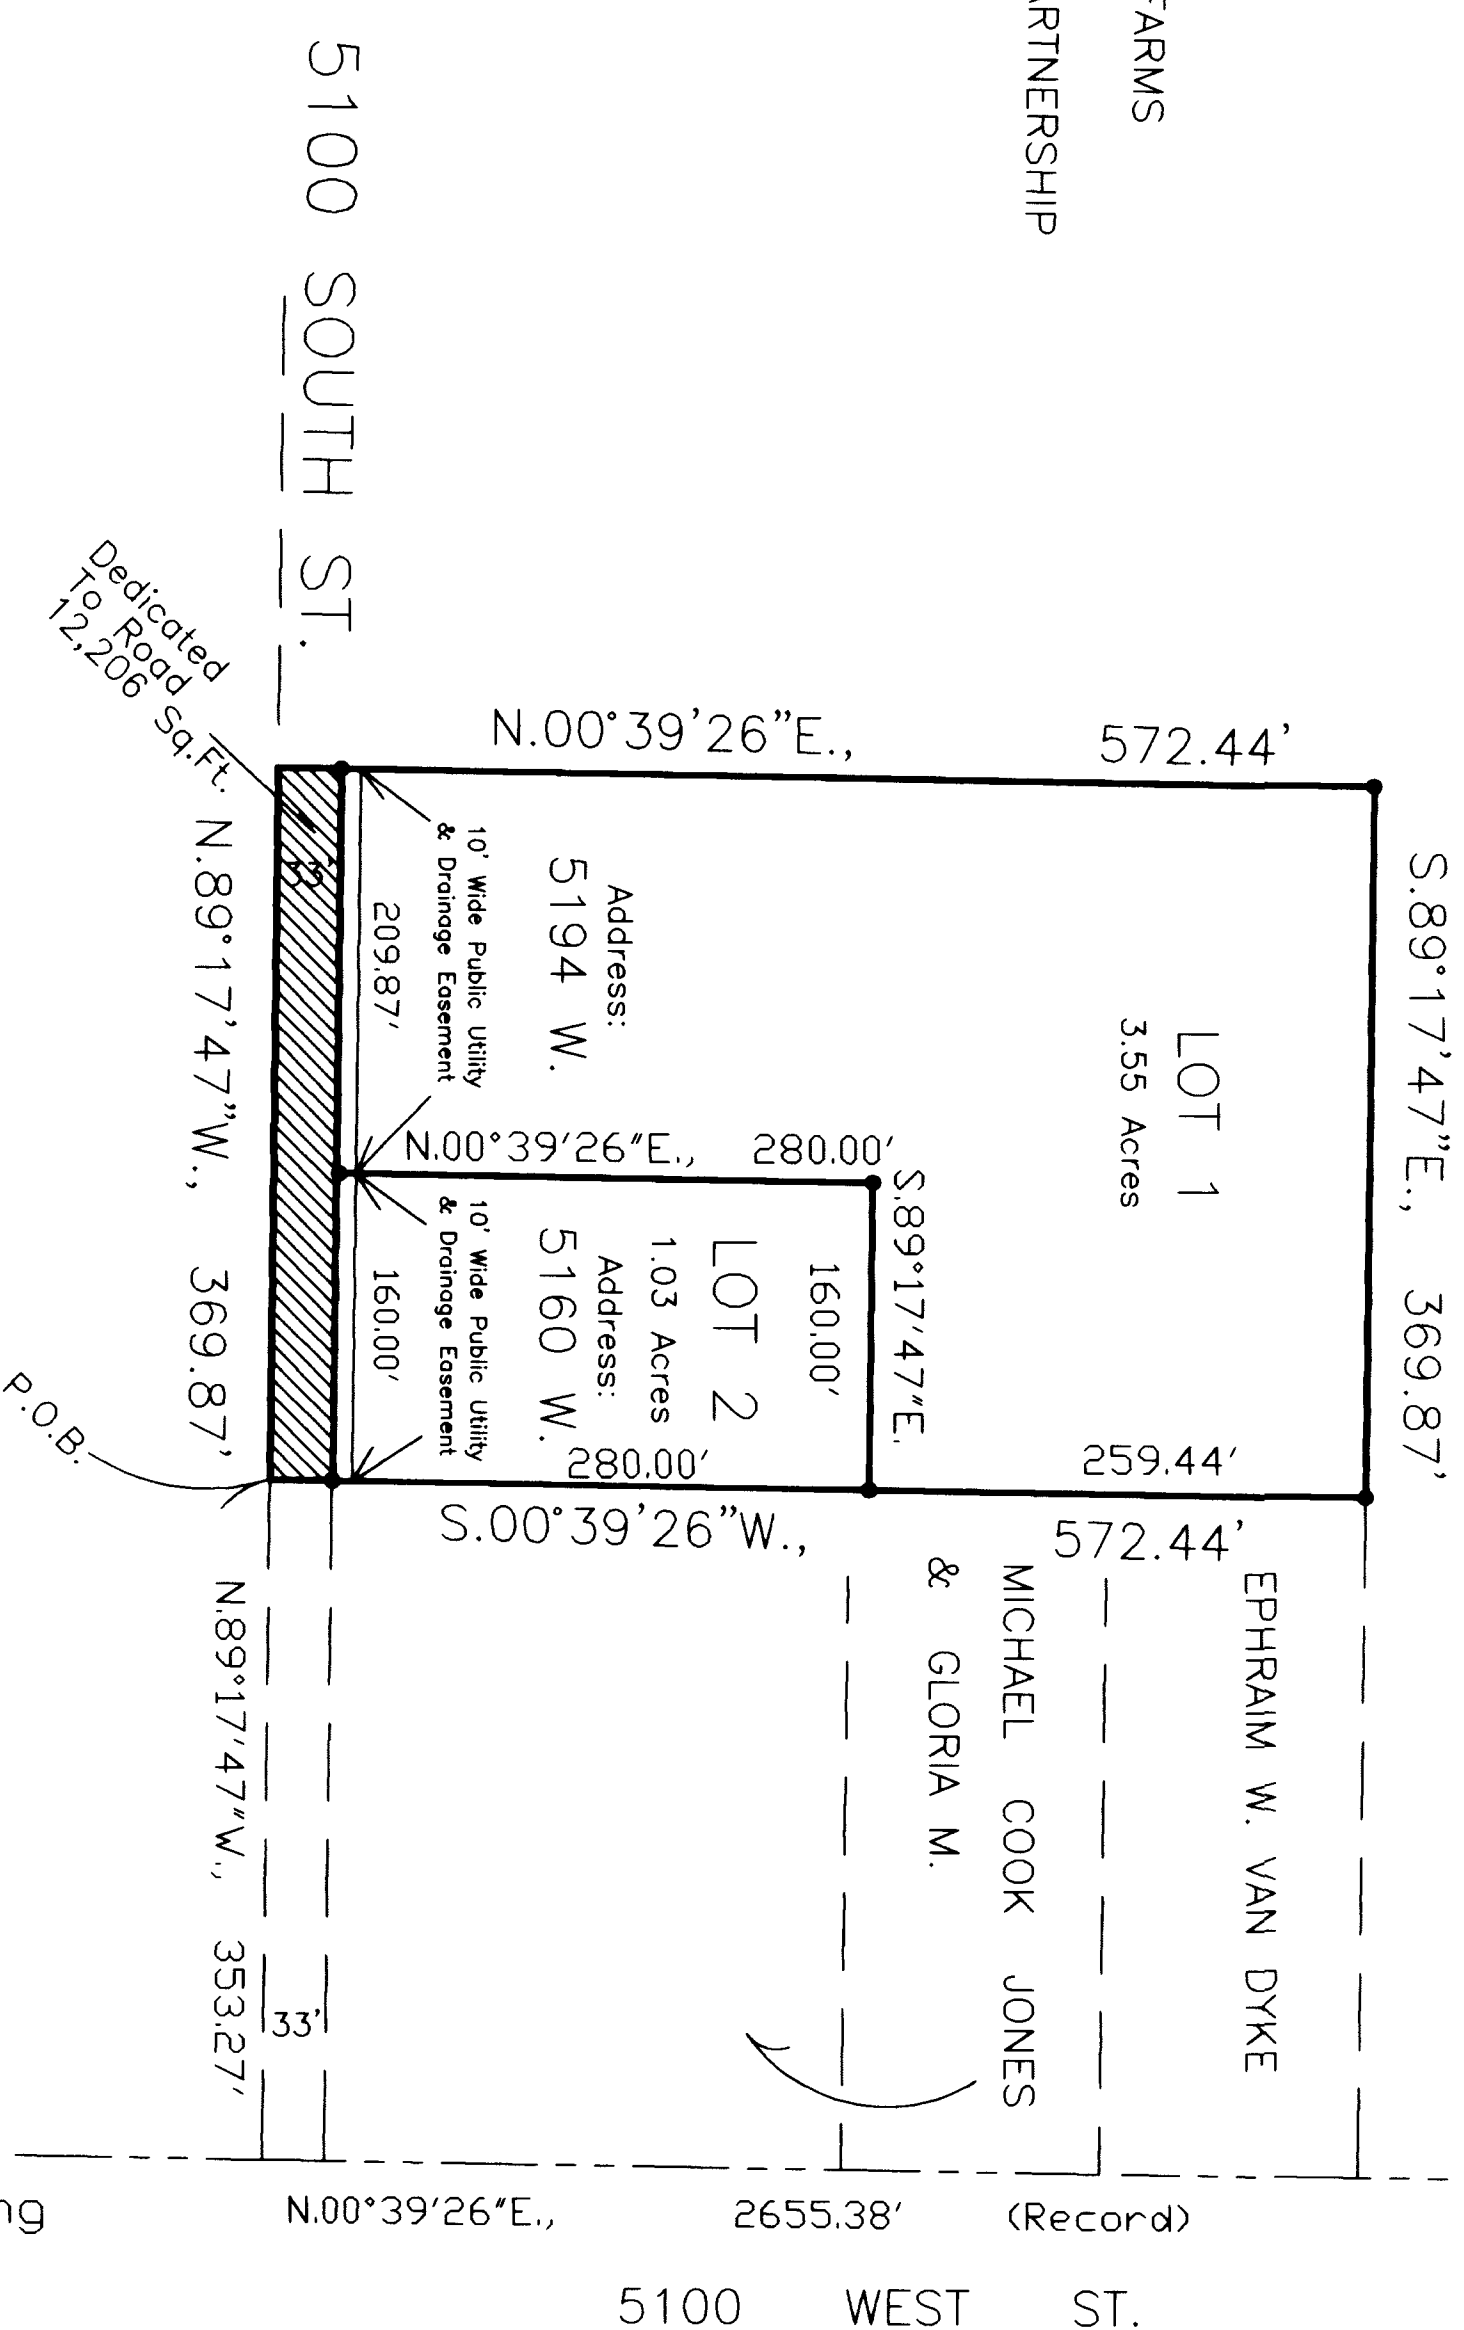 FARMS
ARTNERSHIP
5100 SOUTH ST.
Dedicated
To Road
12,206 Sq.Ft.
N.00°39'26"E., 572.44'
S.89°17'47"E., 369.87'
LOT 1
3.55 Acres
Address:
5194 W.
10' Wide Public Utility
& Drainage Easement
209.87'
33'
N.89°17'47"W., 369.87'
N.00°39'26"E., 280.00'
S.89°17'47"E.
160.00'
LOT 2
1.03 Acres
Address:
5160 W.
10' Wide Public Utility
& Drainage Easement
160.00'
280.00'
259.44'
S.00°39'26"W., 572.44'
P.O.B.
EPHRAIM W. VAN DYKE
MICHAEL COOK JONES
& GLORIA M.
N.89°17'47"W., 353.27'
33'
ng
N.00°39'26"E., 2655.38' (Record)
5100 WEST ST.